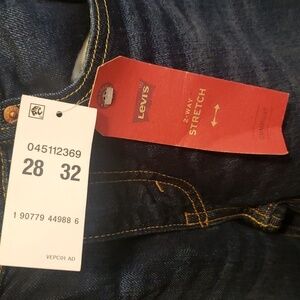 045112369
28 32
1 90779 44988 6
VEPC01 AD
LEVI'S
2-WAY
STRETCH